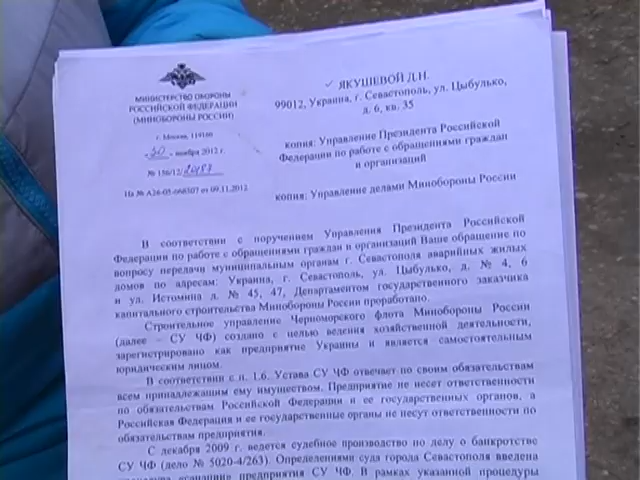 МИНИСТЕРСТВО ОБОРОНЫ
РОССИЙСКОЙ ФЕДЕРАЦИИ
(МИНОБОРОНЫ РОССИИ)
г. Москва, 119160
«30» ноября 2012 г.
№ 156/12/
На № А26-05-068507 от 09.11.2012
ЯКУШЕВОЙ Л.Н.
99012, Украина, г. Севастополь, ул. Цыбулько,
д. 6, кв. 35
копия: Управление Президента Российской
Федерации по работе с обращениями граждан
и организаций
копия: Управление делами Минобороны России
В соответствии с поручением Управления Президента Российской
Федерации по работе с обращениями граждан и организаций Ваше обращение по
вопросу передачи муниципальным органам г. Севастополя аварийных жилых
домов по адресам: Украина, г. Севастополь, ул. Цыбулько, д. № 4, 6
и ул. Истомина д. № 45, 47, Департаментом государственного заказчика
капитального строительства Минобороны России проработано.
Строительное управление Черноморского флота Минобороны России
(далее – СУ ЧФ) создано с целью ведения хозяйственной деятельности,
зарегистрировано как предприятие Украины и является самостоятельным
юридическим лицом.
В соответствии с п. 1.6. Устава СУ ЧФ отвечает по своим обязательствам
всем принадлежащим ему имуществом. Предприятие не несет ответственности
по обязательствам Российской Федерации и ее государственных органов, а
Российская Федерация и ее государственные органы не несут ответственности по
обязательствам предприятия.
С декабря 2009 г. ведется судебное производство по делу о банкротстве
СУ ЧФ (дело № 5020-4/263). Определениями суда города Севастополя введена
процедура санации предприятия СУ ЧФ. В рамках указанной процедуры